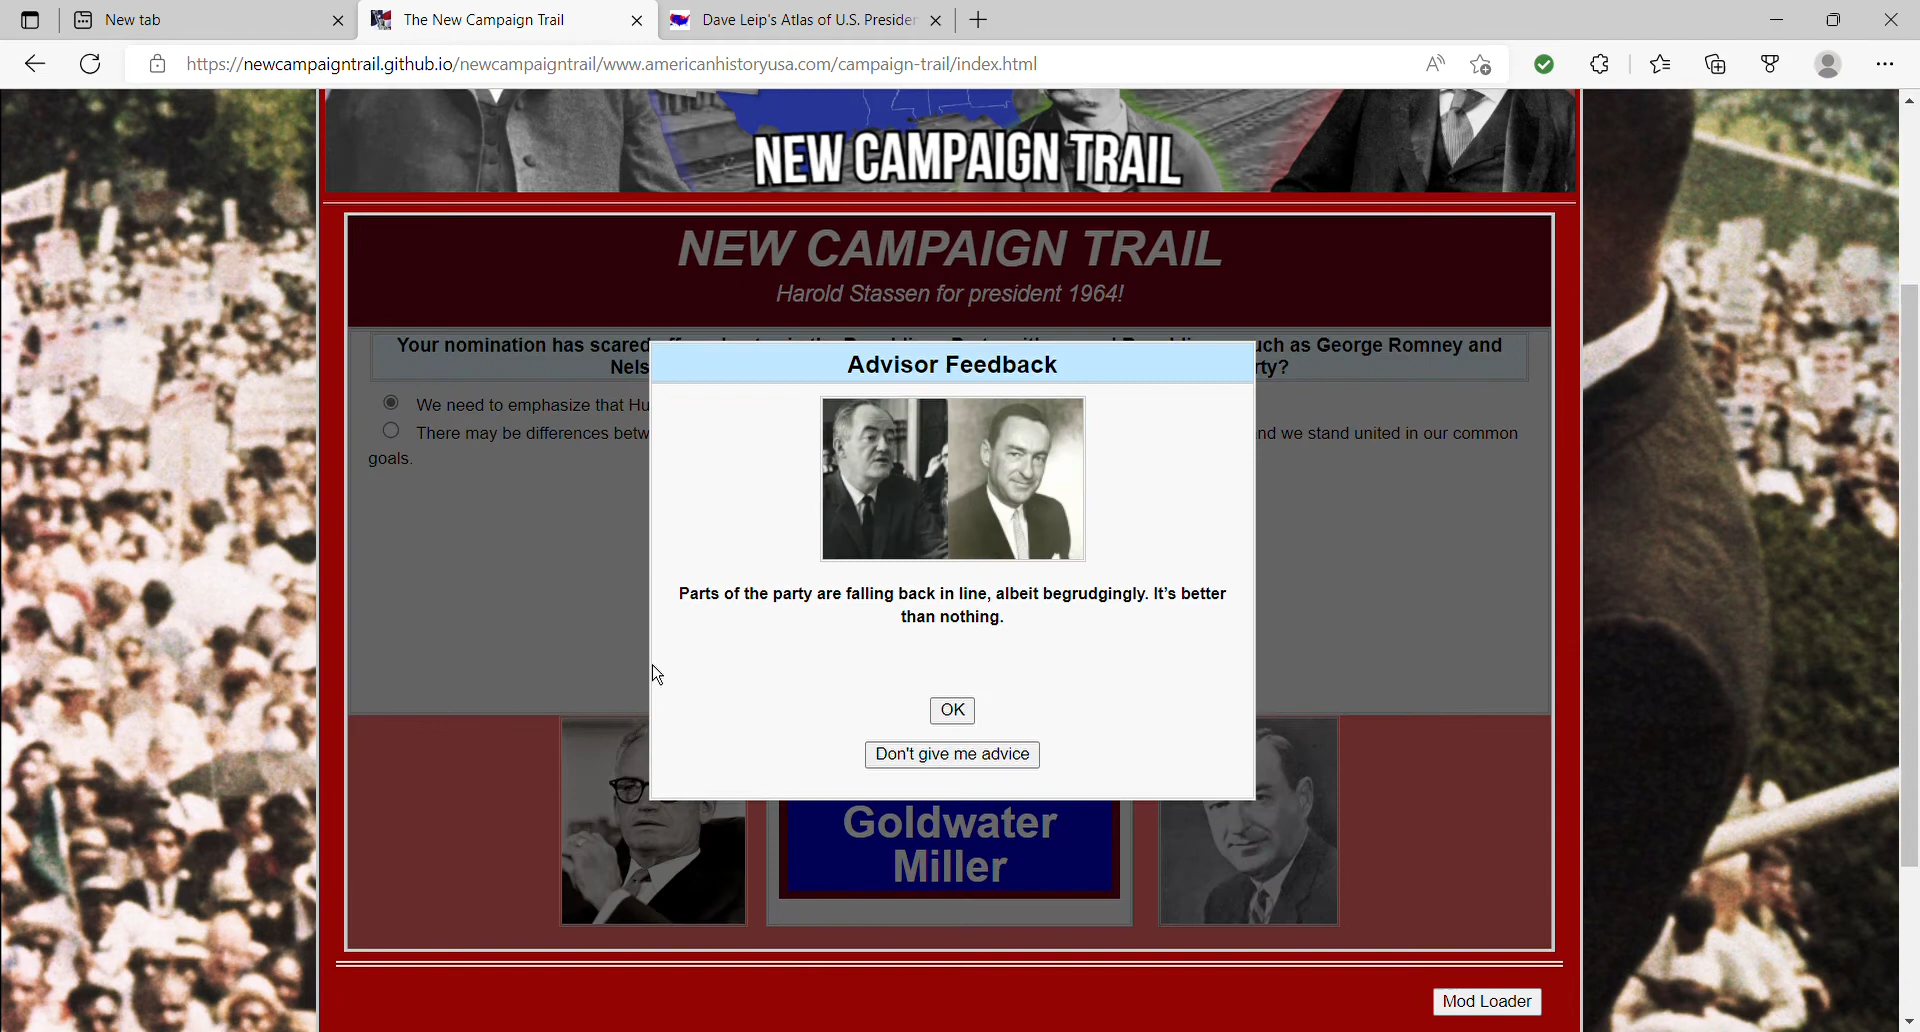 New tab
The New Campaign Trail
Dave Leip's Atlas of U.S. Presider
https://newcampaigntrail.github.io/newcampaigntrail/www.americanhistoryusa.com/campaign-trail/index.html
NEW CAMPAIGN TRAIL
NEW CAMPAIGN TRAIL
Harold Stassen for president 1964!
Your nomination has scared uch as George Romney and
Nels rty?
We need to emphasize that Hu
There may be differences betw nd we stand united in our common
goals.
Advisor Feedback
Parts of the party are falling back in line, albeit begrudgingly. It’s better
than nothing.
OK
Don't give me advice
Goldwater
Miller
Mod Loader